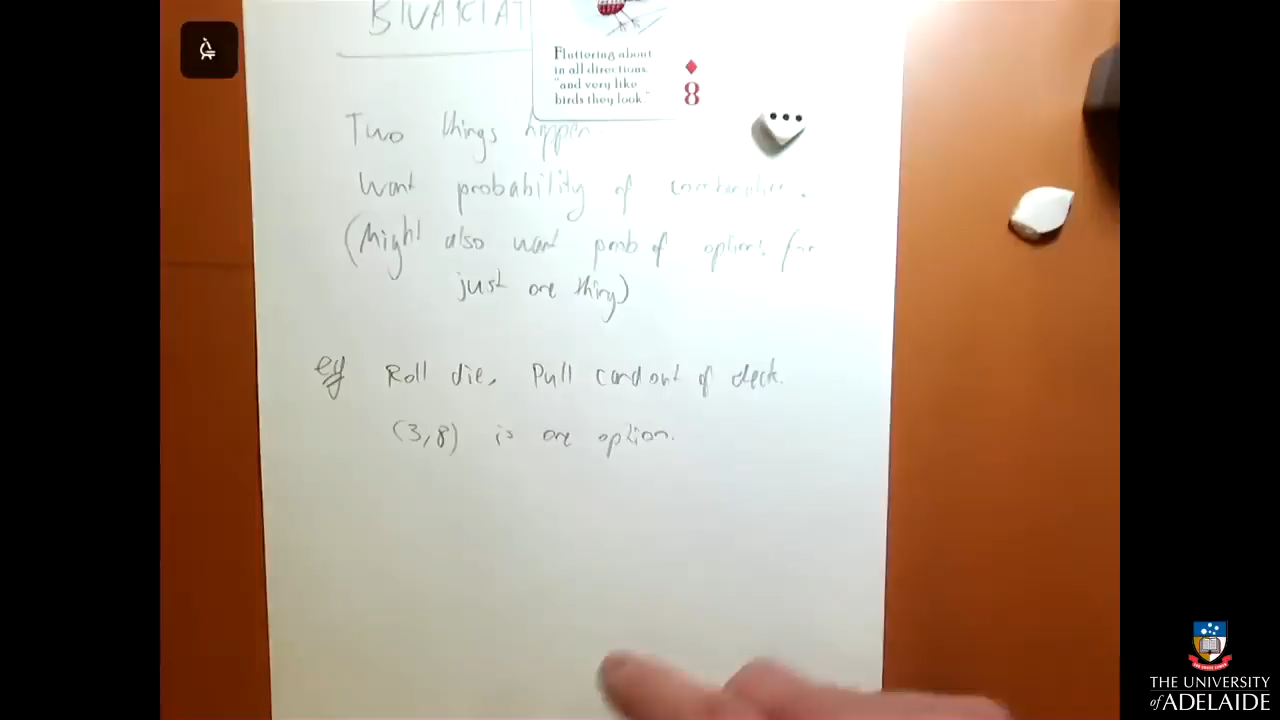 BIVARIAT
Fluttering about
in all directions
"and very like
birds they look"
8
Two things happen
Want probability of combination.
(Might also want prob of options for
just one thing)
eg Roll die, Pull card out of deck.
(3,8) is one option.
THE UNIVERSITY
of ADELAIDE